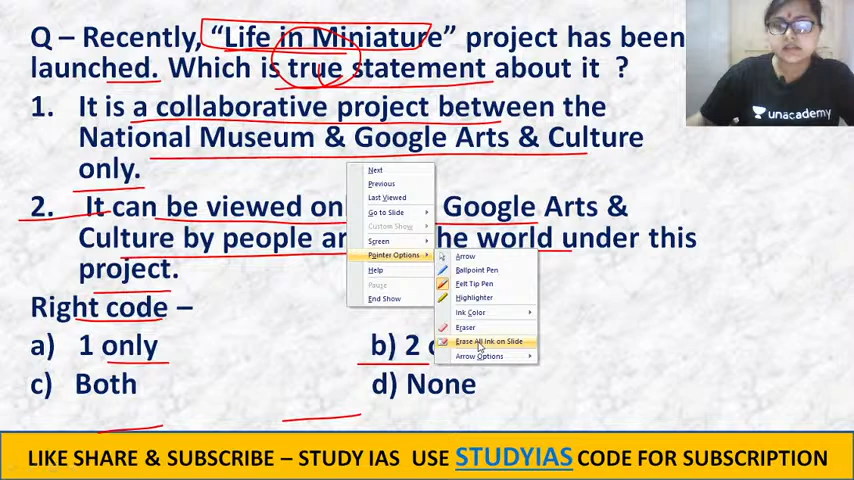 Q – Recently, “Life in Miniature” project has been
launched. Which is true statement about it ?
1. It is a collaborative project between the
National Museum & Google Arts & Culture
only.
2. It can be viewed on Google Arts &
Culture by people the world under this
project.
Right code –
a) 1 only
b) 2
c) Both
d) None
Next
Previous
Last Viewed
Go to Slide
Custom Show
Screen
Pointer Options
Help
Pause
End Show
Arrow
Ballpoint Pen
Felt Tip Pen
Highlighter
Ink Color
Eraser
Erase All Ink on Slide
Arrow Options
unacademy
LIKE SHARE & SUBSCRIBE – STUDY IAS USE STUDYIAS CODE FOR SUBSCRIPTION